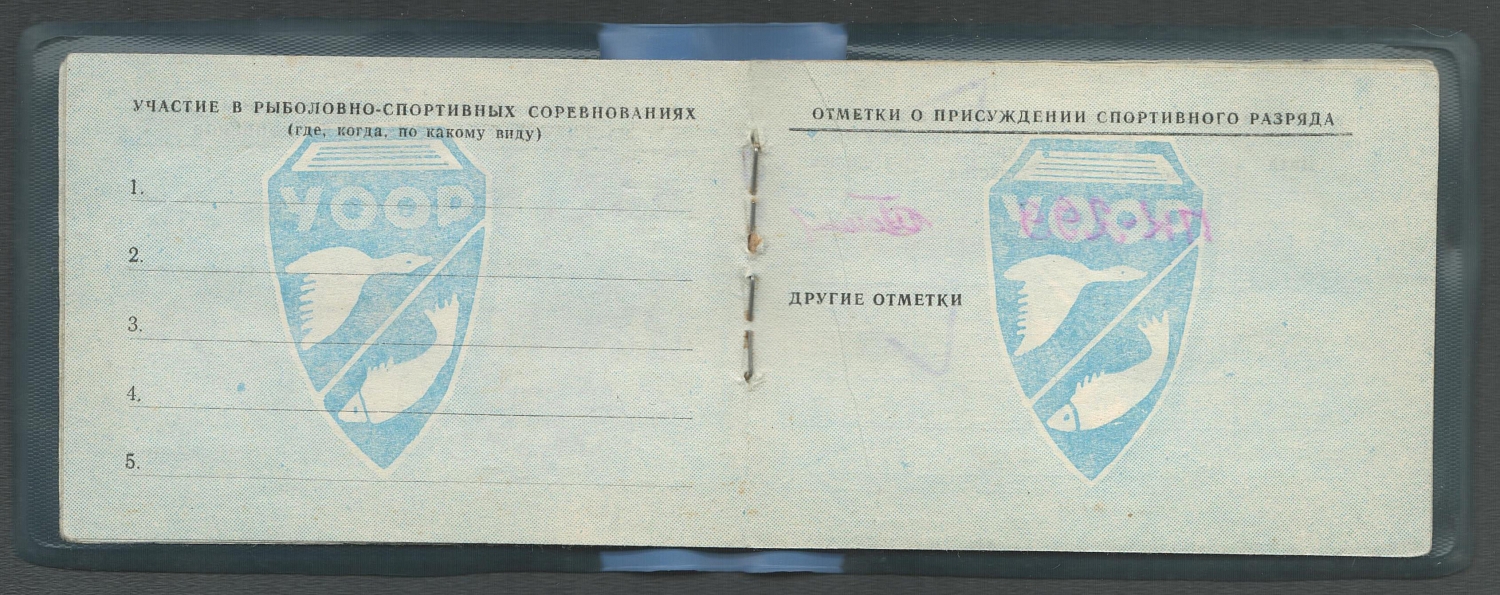 УЧАСТИЕ В РЫБОЛОВНО-СПОРТИВНЫХ СОРЕВНОВАНИЯХ
(где, когда, по какому виду)
УООР
1.
2.
3.
4.
5.
ОТМЕТКИ О ПРИСУЖДЕНИИ СПОРТИВНОГО РАЗРЯДА
ДРУГИЕ ОТМЕТКИ